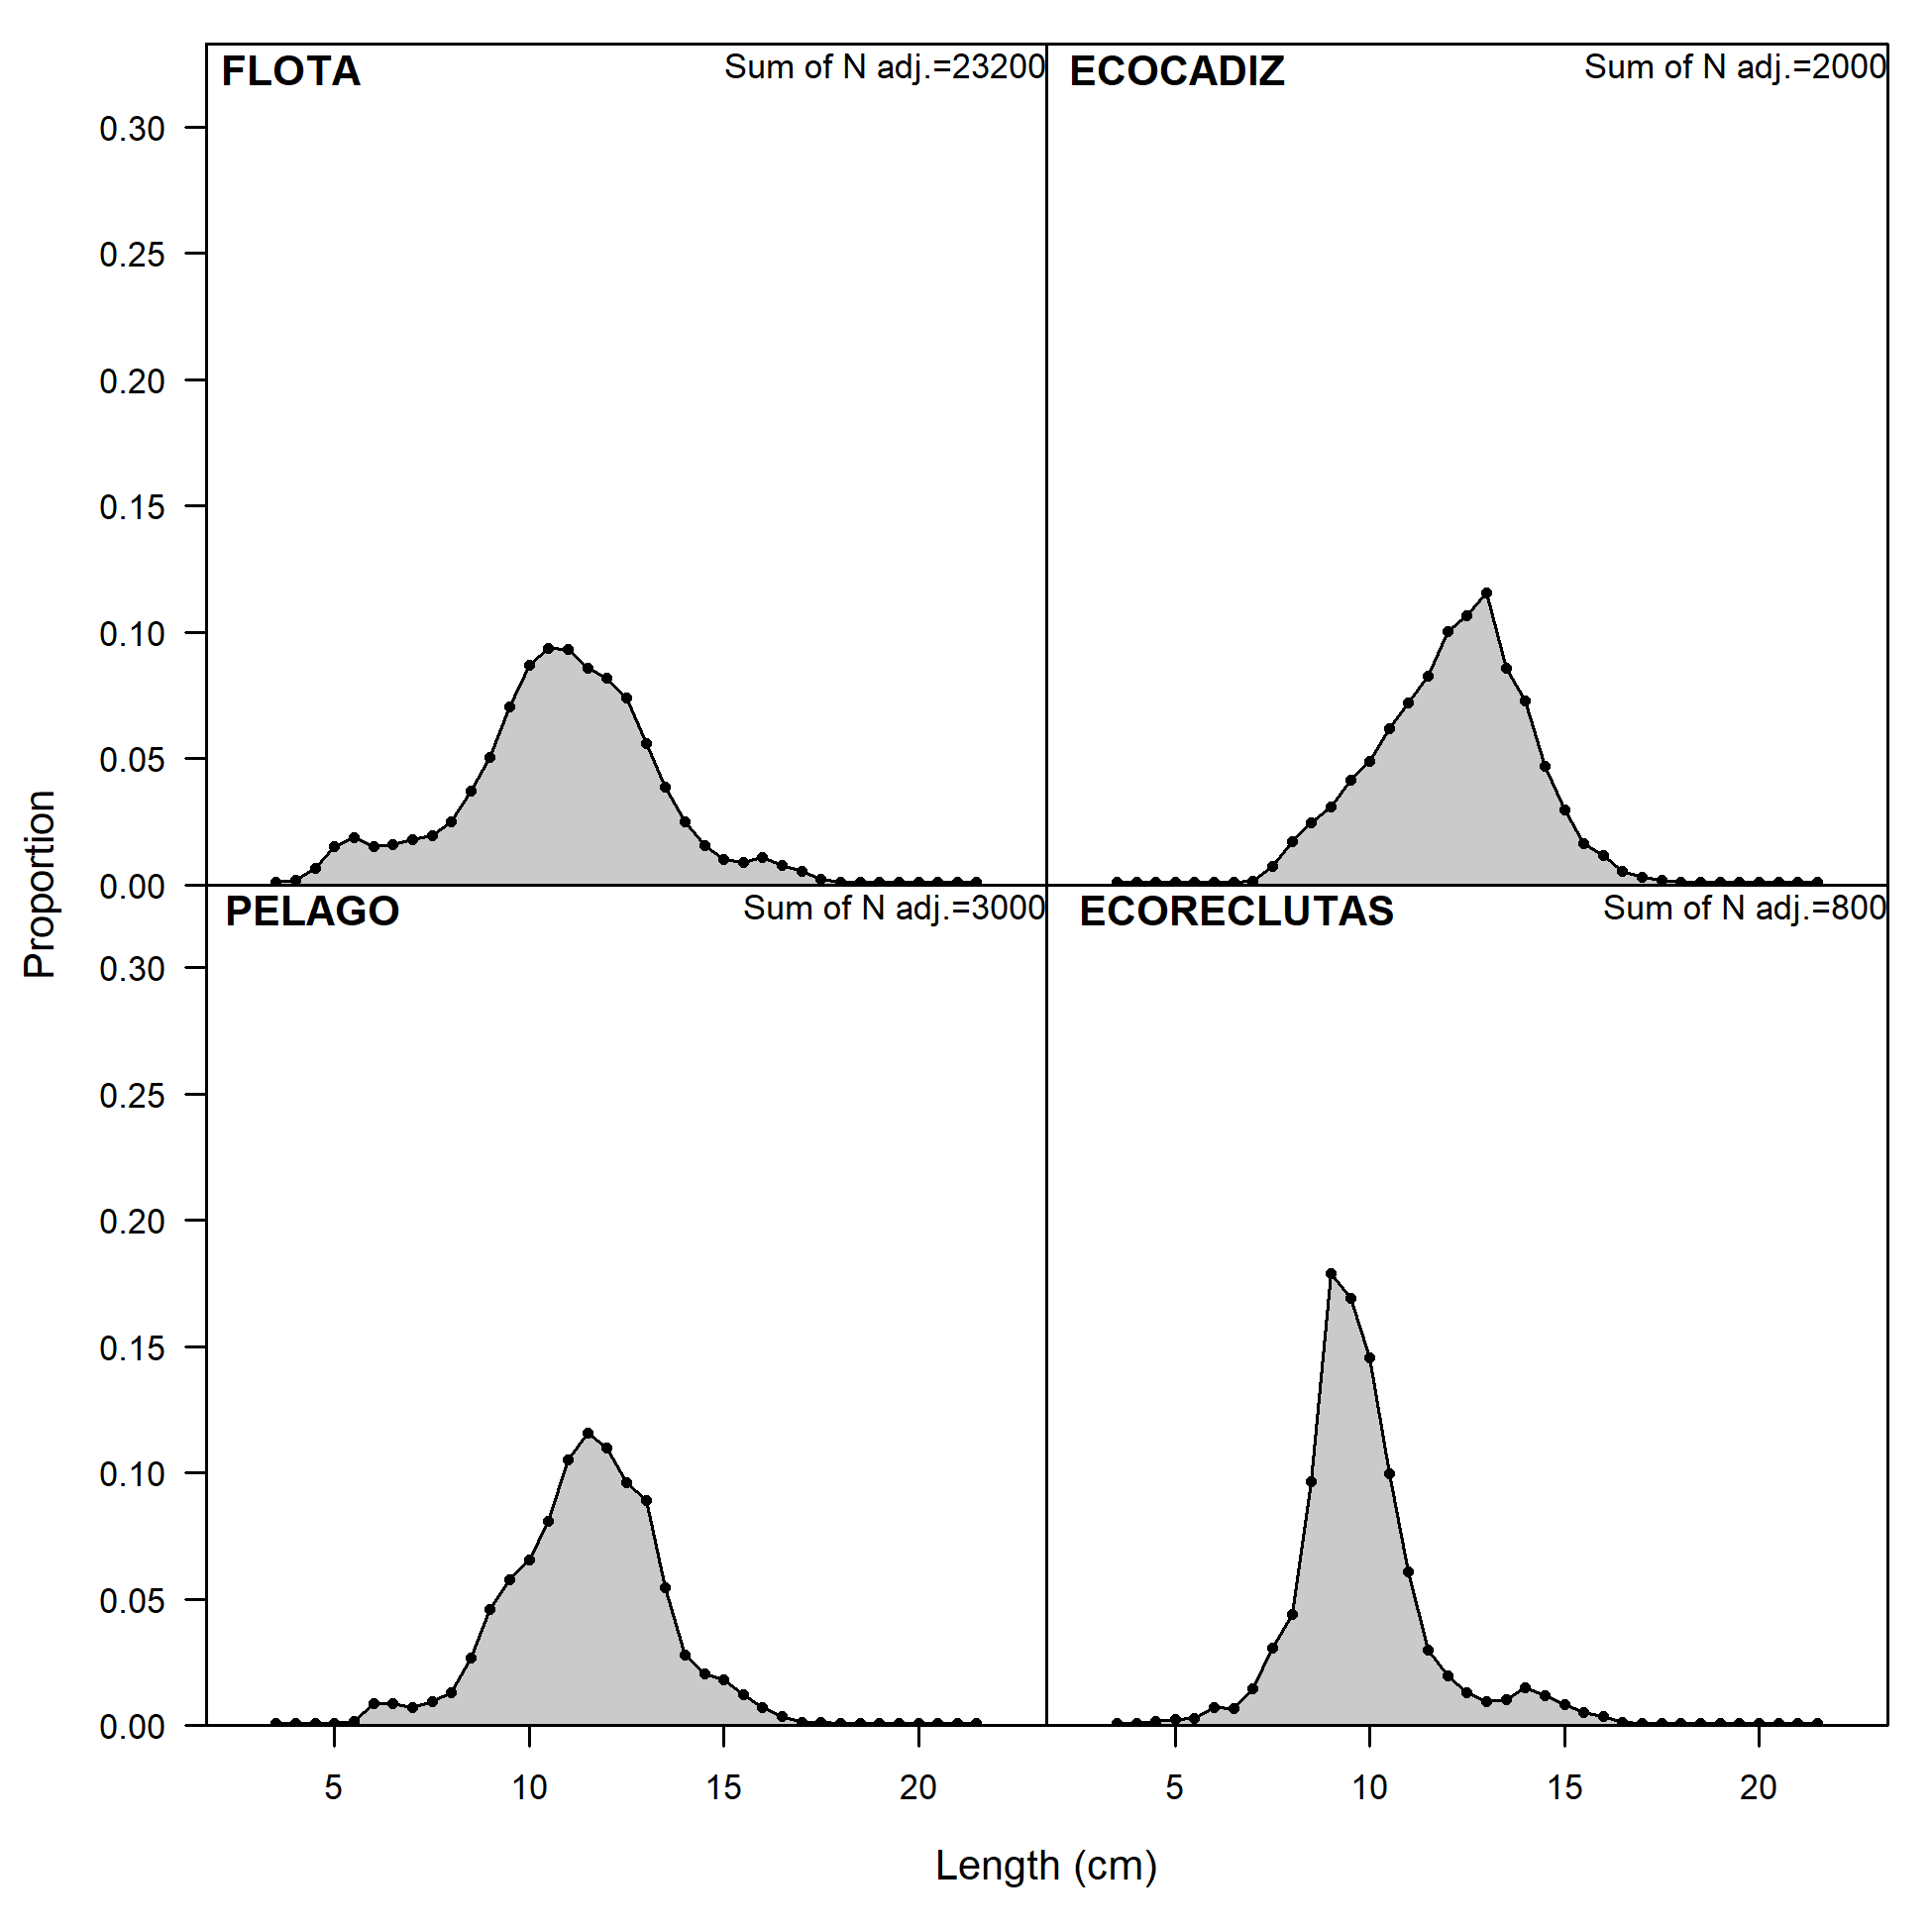 FLOTA
Sum of N adj.=23200
ECOCADIZ
Sum of N adj.=2000
0.30
0.25
0.20
0.15
0.10
0.05
0.00
PELAGO
Sum of N adj.=3000
ECORECLUTAS
Sum of N adj.=800
0.30
0.25
0.20
0.15
0.10
0.05
0.00
Proportion
5 10 15 20
5 10 15 20
Length (cm)